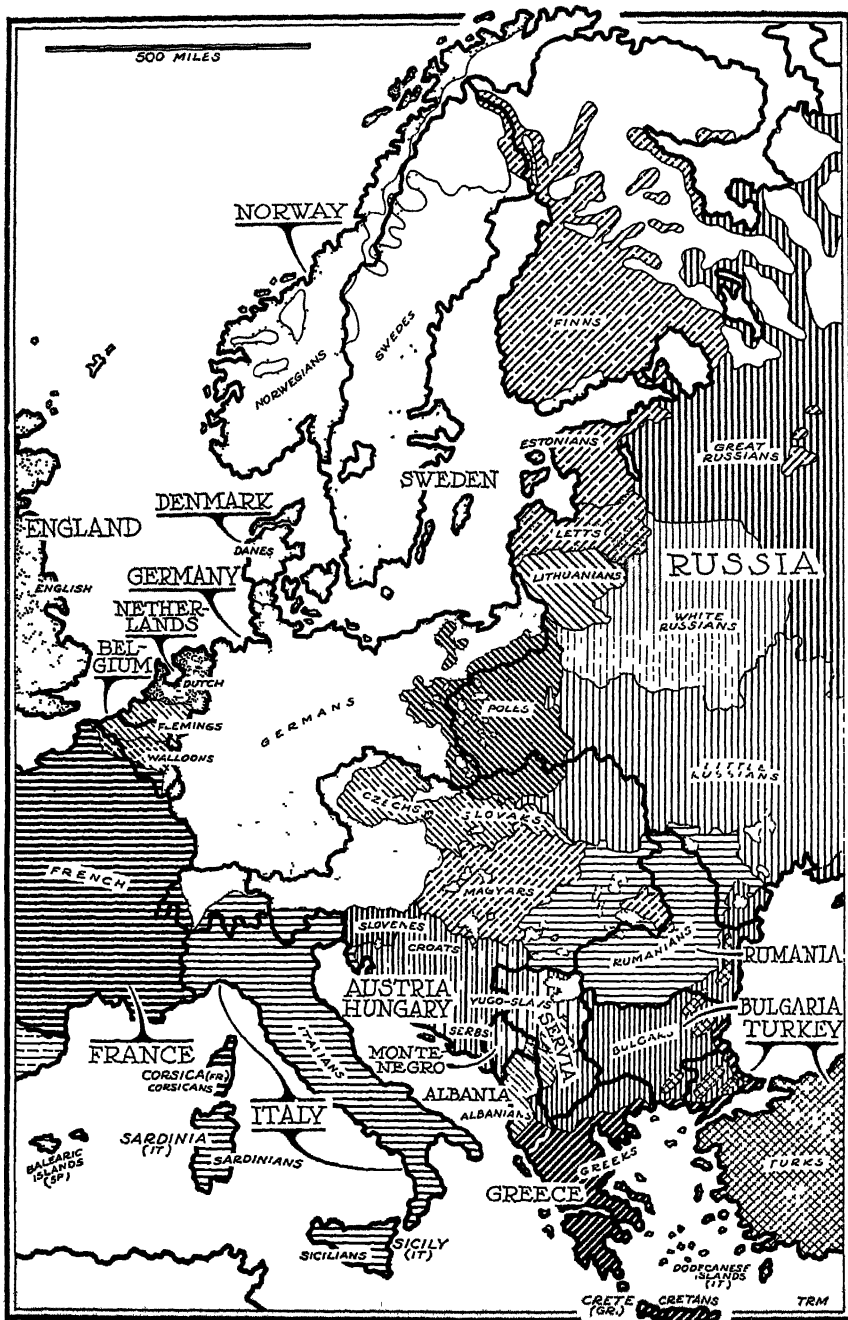 500 MILES
NORWAY
NORWEGIANS
SWEDES
FINNS
ESTONIANS
GREAT
RUSSIANS
SWEDEN
DENMARK
DANES
ENGLAND
ENGLISH
LETTS
LITHUANIANS
RUSSIA
WHITE
RUSSIANS
GERMANY
NETHER-
LANDS
BEL-
GIUM
DUTCH
FLEMINGS
WALLOONS
GERMANS
POLES
LITTLE
RUSSIANS
CZECHS
SLOVAKS
FRENCH
MAGYARS
SLOVENES
CROATS
RUMANIANS
RUMANIA
AUSTRIA
HUNGARY
YUGO-SLAVS
SERBS
SERVIA
BULGARS
BULGARIA
TURKEY
MONTE-
NEGRO
FRANCE
ITALIANS
CORSICA (FR)
CORSICANS
ALBANIA
ALBANIANS
ITALY
SARDINIA
(IT)
SARDINIANS
BALEARIC
ISLANDS
(SP)
GREEKS
TURKS
GREECE
SICILIANS
SICILY
(IT)
DODECANESE
ISLANDS
(IT)
CRETE
(GR.)
CRETANS
TRM